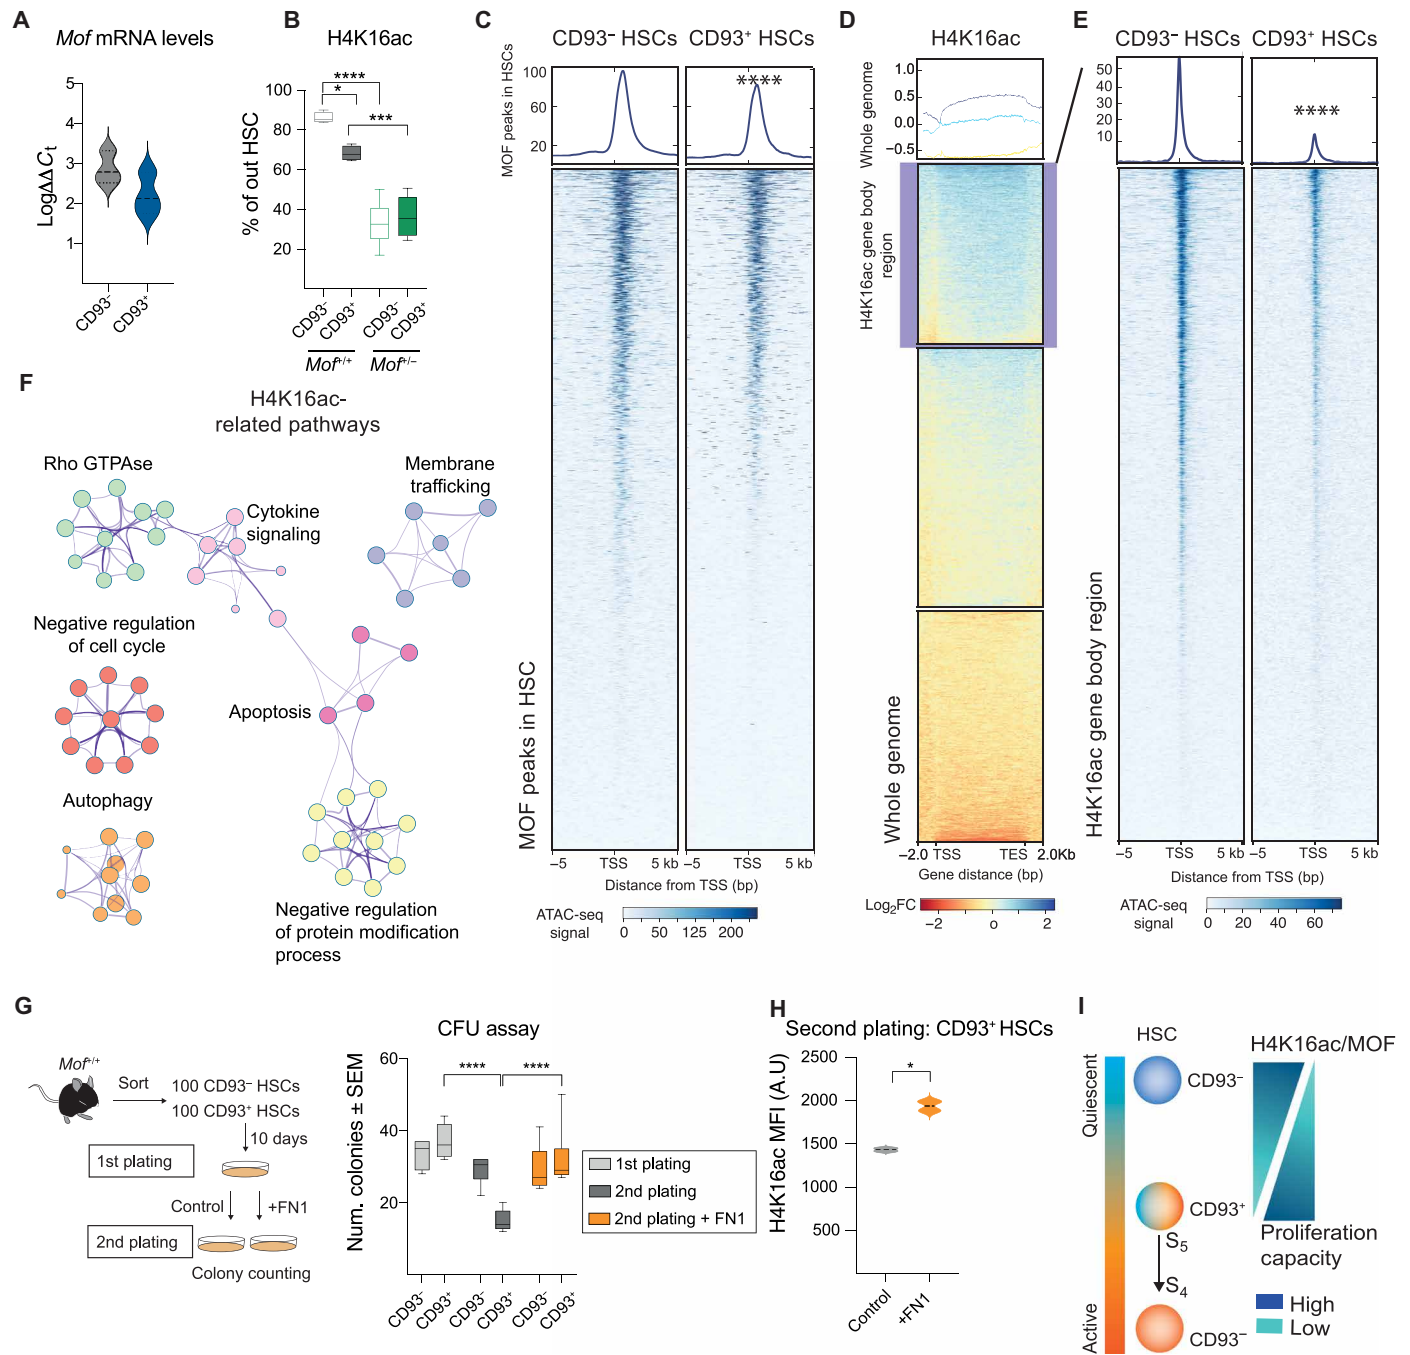 A
Mof mRNA levels
LogΔΔCt
5
4
3
2
1
CD93−
CD93+
B
H4K16ac
% of out HSC
100
80
60
40
20
****
*
***
CD93−
CD93+
CD93−
CD93+
Mof+/+
Mof+/−
C
CD93− HSCs
CD93+ HSCs
MOF peaks in HSCs
100
60
20
****
MOF peaks in HSC
−5
TSS
5 kb
−5
TSS
5 kb
Distance from TSS (bp)
ATAC-seq
signal
0
50
125
200
D
H4K16ac
Whole genome
1.0
0.5
0.0
−0.5
H4K16ac gene body
region
Whole genome
−2.0
TSS
TES
2.0Kb
Gene distance (bp)
Log2FC
−2
0
2
E
CD93− HSCs
CD93+ HSCs
50
40
30
20
10
****
H4K16ac gene body region
−5
TSS
5 kb
−5
TSS
5 kb
Distance from TSS (bp)
ATAC-seq
signal
0
20
40
60
F
H4K16ac-
related pathways
Rho GTPAse
Cytokine
signaling
Membrane
trafficking
Negative regulation
of cell cycle
Apoptosis
Autophagy
Negative regulation
of protein modification
process
G
Mof+/+
Sort
100 CD93− HSCs
100 CD93+ HSCs
10 days
1st plating
Control
+FN1
2nd plating
Colony counting
CFU assay
Num. colonies ± SEM
60
40
20
****
****
CD93−
CD93+
CD93−
CD93+
CD93−
CD93+
1st plating
2nd plating
2nd plating + FN1
H
Second plating: CD93+ HSCs
H4K16ac MFI (A.U)
2500
2000
1500
1000
500
*
Control
+FN1
I
HSC
H4K16ac/MOF
Quiescent
Active
CD93−
CD93+
S5
S4
CD93−
Proliferation
capacity
High
Low